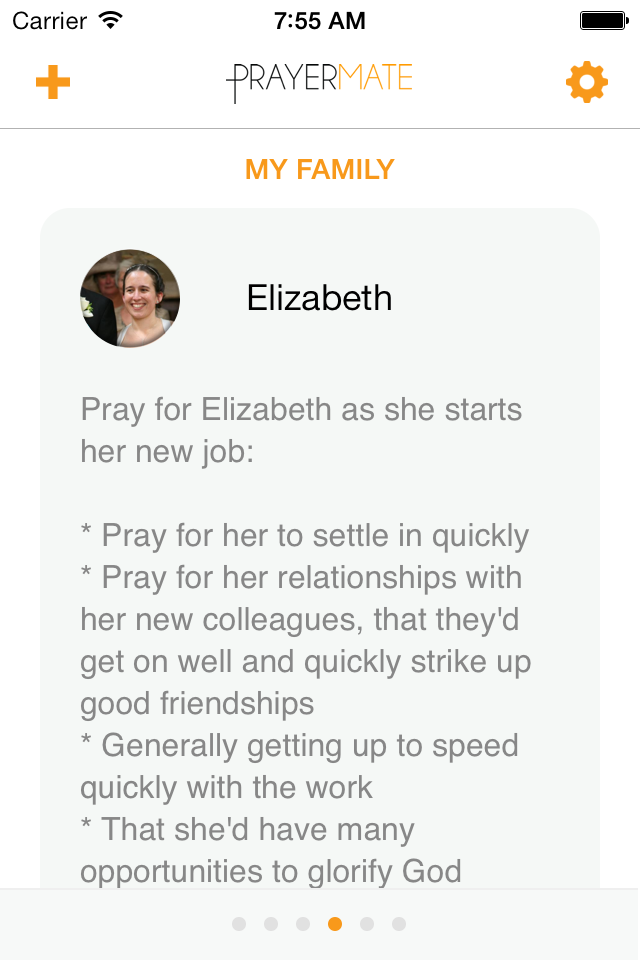 Carrier 7:55 AM
PRAYERMATE
MY FAMILY
Elizabeth
Pray for Elizabeth as she starts
her new job:
* Pray for her to settle in quickly
* Pray for her relationships with
her new colleagues, that they'd
get on well and quickly strike up
good friendships
* Generally getting up to speed
quickly with the work
* That she'd have many
opportunities to glorify God